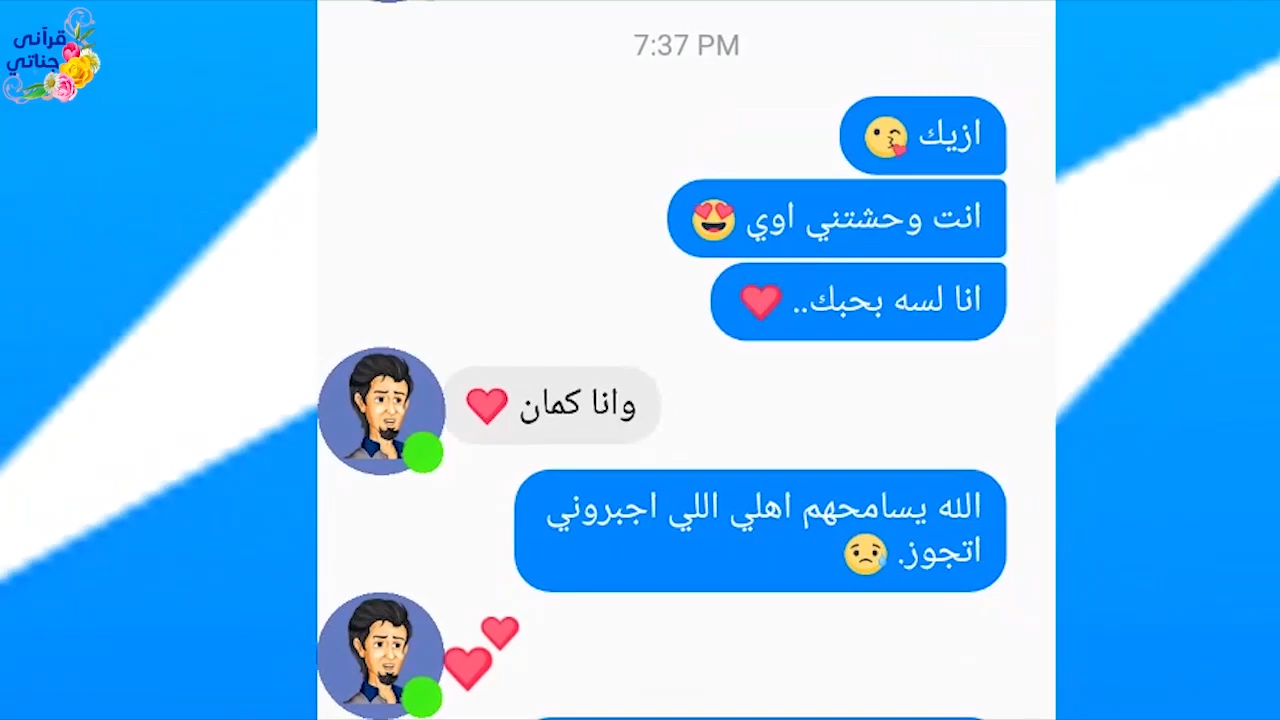 قرآنى
جناتي
7:37 PM
ازيك 😘
انت وحشتني اوي 😍
انا لسه بحبك.. ❤️
وانا كمان ❤️
الله يسامحهم اهلي اللي اجبروني
اتجوز. 😢
💕